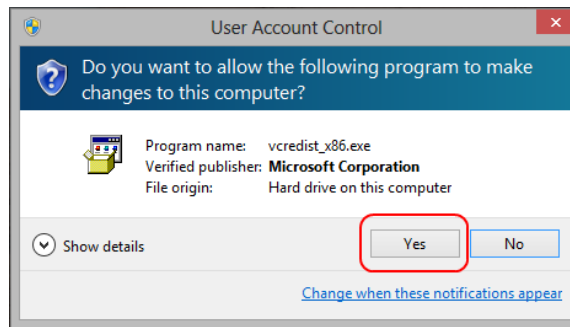 User Account Control
Do you want to allow the following program to make
changes to this computer?
Program name: vcredist_x86.exe
Verified publisher: Microsoft Corporation
File origin: Hard drive on this computer
Show details
Yes
No
Change when these notifications appear